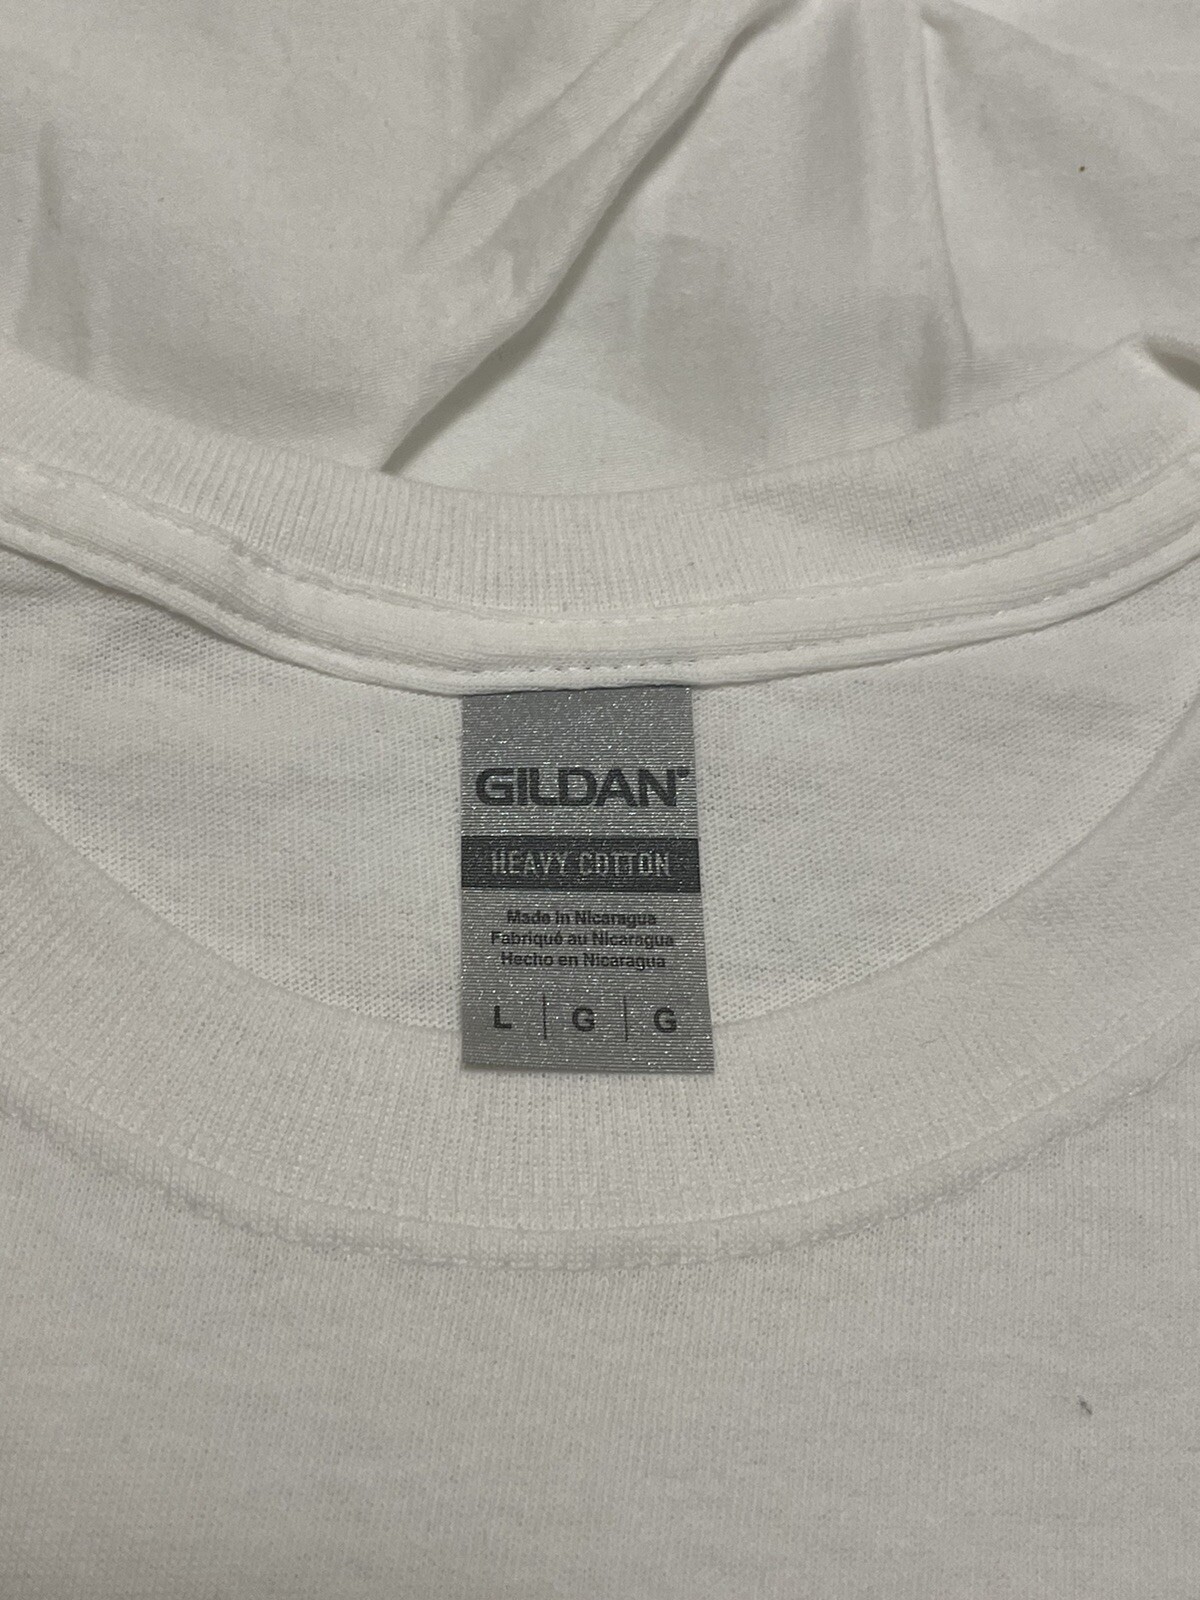 GILDAN®
HEAVY COTTON
Made in Nicaragua
Fabriqué au Nicaragua
Hecho en Nicaragua
L | G | G